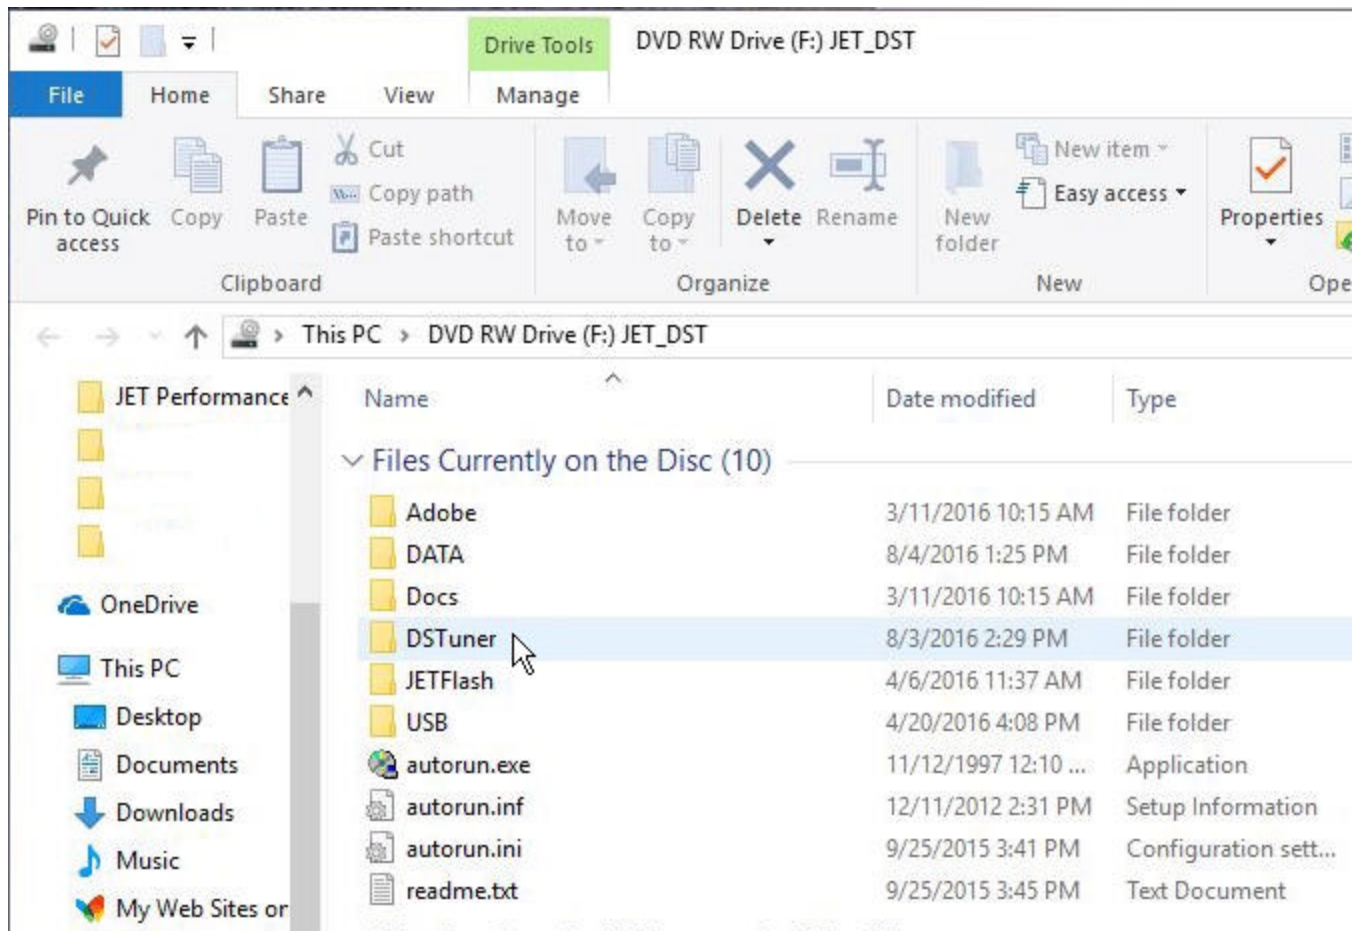 Drive Tools
DVD RW Drive (F:) JET_DST
File
Home
Share
View
Manage
Pin to Quick access
Copy
Paste
Cut
Copy path
Paste shortcut
Clipboard
Move to
Copy to
Delete
Rename
Organize
New folder
New item
Easy access
New
Properties
Ope
This PC > DVD RW Drive (F:) JET_DST
JET Performance
OneDrive
This PC
Desktop
Documents
Downloads
Music
My Web Sites or
Name Date modified Type
Files Currently on the Disc (10)
Adobe 3/11/2016 10:15 AM File folder
DATA 8/4/2016 1:25 PM File folder
Docs 3/11/2016 10:15 AM File folder
DSTuner 8/3/2016 2:29 PM File folder
JETFlash 4/6/2016 11:37 AM File folder
USB 4/20/2016 4:08 PM File folder
autorun.exe 11/12/1997 12:10 ... Application
autorun.inf 12/11/2012 2:31 PM Setup Information
autorun.ini 9/25/2015 3:41 PM Configuration sett...
readme.txt 9/25/2015 3:45 PM Text Document